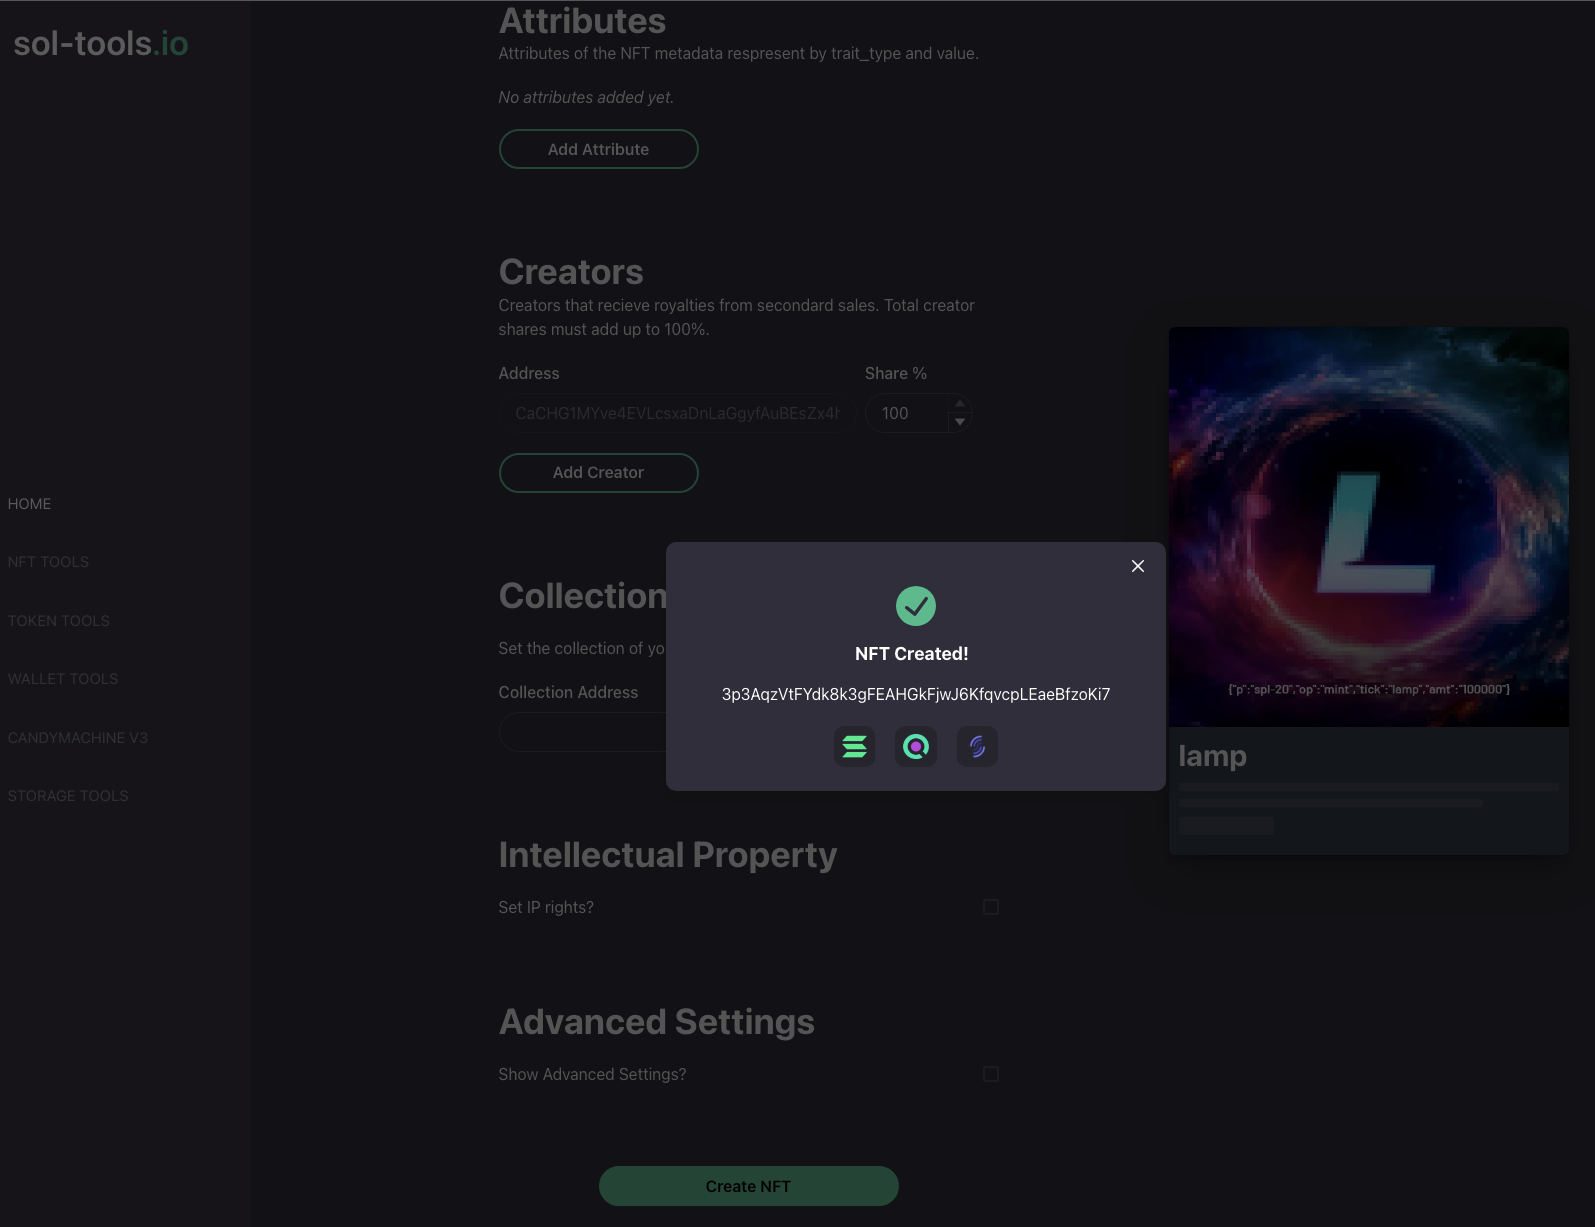 sol-tools.io
HOME
NFT TOOLS
TOKEN TOOLS
WALLET TOOLS
CANDYMACHINE V3
STORAGE TOOLS
Attributes
Attributes of the NFT metadata respresent by trait_type and value.
No attributes added yet.
Add Attribute
Creators
Creators that recieve royalties from secondard sales. Total creator
shares must add up to 100%.
Address
Share %
CaCHG1MYve4EVLcsxaDnLaGgyfAuBEsZx4h
100
Add Creator
Collection
Set the collection of yo
Collection Address
NFT Created!
3p3AqzVtFYdk8k3gFEAHGkFjwJ6KfqvcpLEaeBfzoKi7
Intellectual Property
Set IP rights?
Advanced Settings
Show Advanced Settings?
Create NFT
L
{"p":"spl-20","op":"mint","tick":"lamp","amt":"100000"}
lamp